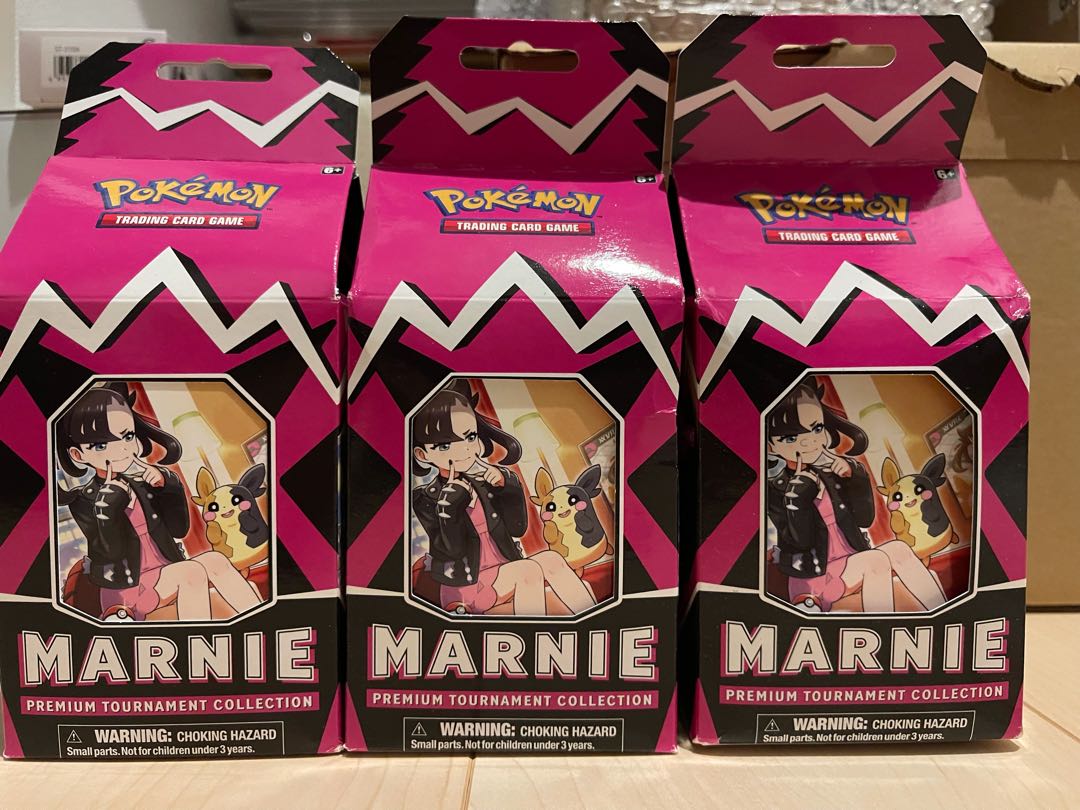 6+
POKÉMON
TRADING CARD GAME
MARNIE
PREMIUM TOURNAMENT COLLECTION
WARNING: CHOKING HAZARD
Small parts. Not for children under 3 years.
6+
POKÉMON
TRADING CARD GAME
MARNIE
PREMIUM TOURNAMENT COLLECTION
WARNING: CHOKING HAZARD
Small parts. Not for children under 3 years.
6+
POKÉMON
TRADING CARD GAME
MARNIE
PREMIUM TOURNAMENT COLLECTION
WARNING: CHOKING HAZARD
Small parts. Not for children under 3 years.